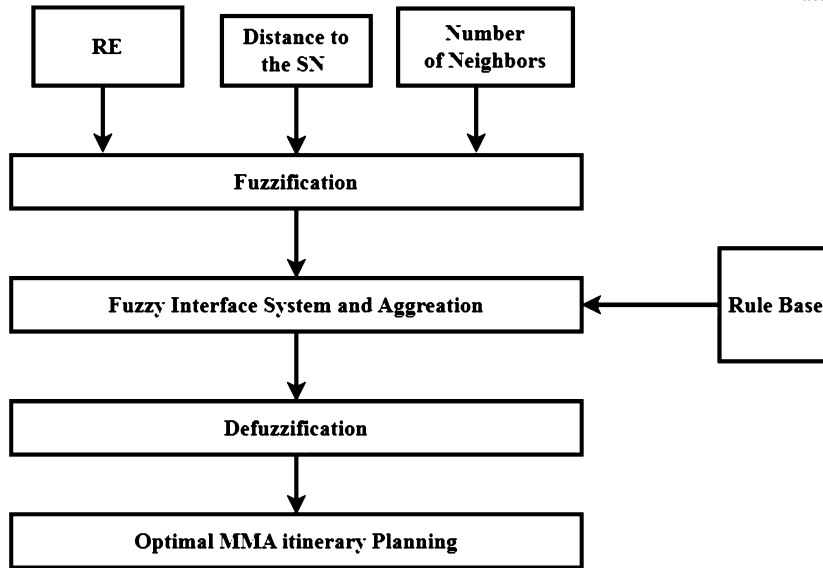 RE
Distance to
the SN
Number
of Neighbors
Fuzzification
Fuzzy Interface System and Aggreation
Rule Base
Defuzzification
Optimal MMA itinerary Planning